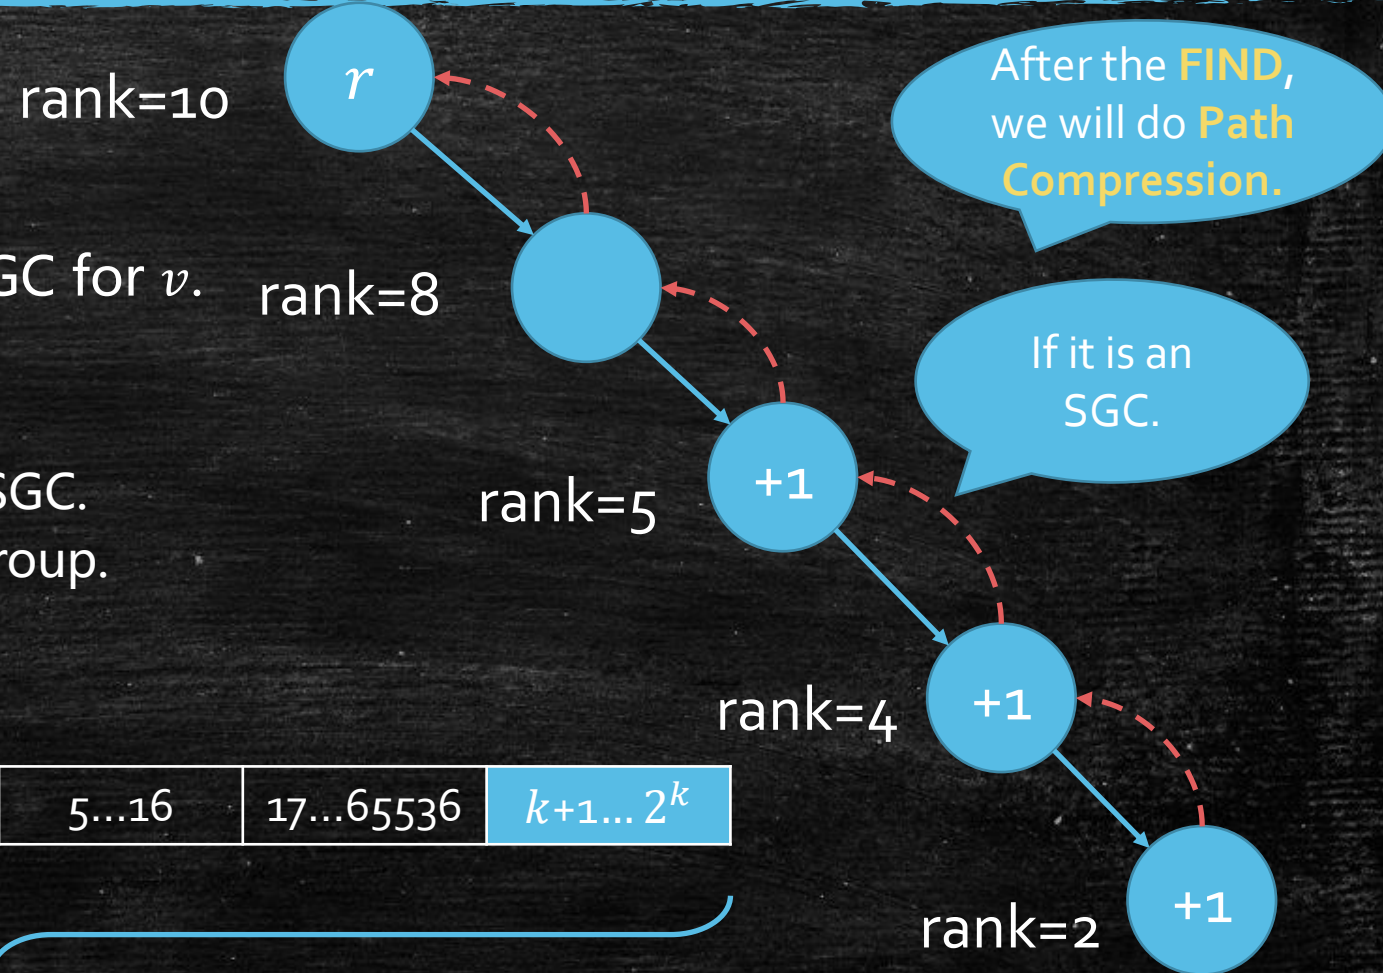 r
rank=10
After the FIND,
we will do Path
Compression.
GC for v.
rank=8
If it is an
SGC.
SGC.
rank=5
+1
roup.
rank=4
+1
5...16
17...65536
k+1... 2^k
rank=2
+1